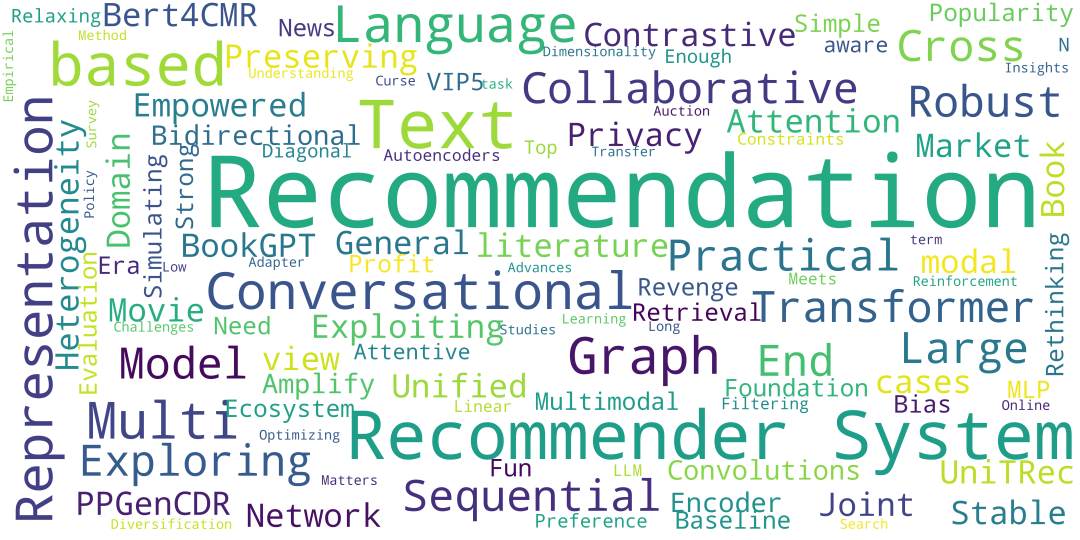 Relaxing
Bert4CMR
News
Language
Contrastive
Simple
Popularity
Empirical
Method
based
Preserving
Understanding
Dimensionality
Enough
aware
Cross
N
Insights
Curse
VIP5
task
Collaborative
Robust
Survey
Empowered
Text
Auction
Privacy
Attention
Constraints
Market
Book
Bidirectional
Diagonal
Autoencoders
Top
Transfer
Representation
Heterogeneity
Domain
Simulating
Strong
Policy
Recommendation
BookGPT
General
literature
Practical
term
modal
Rethinking
Evaluation
Era
Low
Adapter
Profit
Advances
Meets
Reinforcement
Conversational
Revenge
Transformer
Movie
Challenges
Need
Exploiting
Studies
Learning
Long
Retrieval
Model
view
Attentive
Graph
End
Large
Amplify
Unified
Foundation
cases
MLP
Multi
Ecosystem
Linear
Multimodal
Filtering
Bias
Online
Optimizing
Recommender System
Exploring
Matters
Fun
LLM
Convolutions
UniTRec
PPGenCDR
Network
Sequential
Encoder
Joint
Stable
Diversification
Preference
Baseline
Search